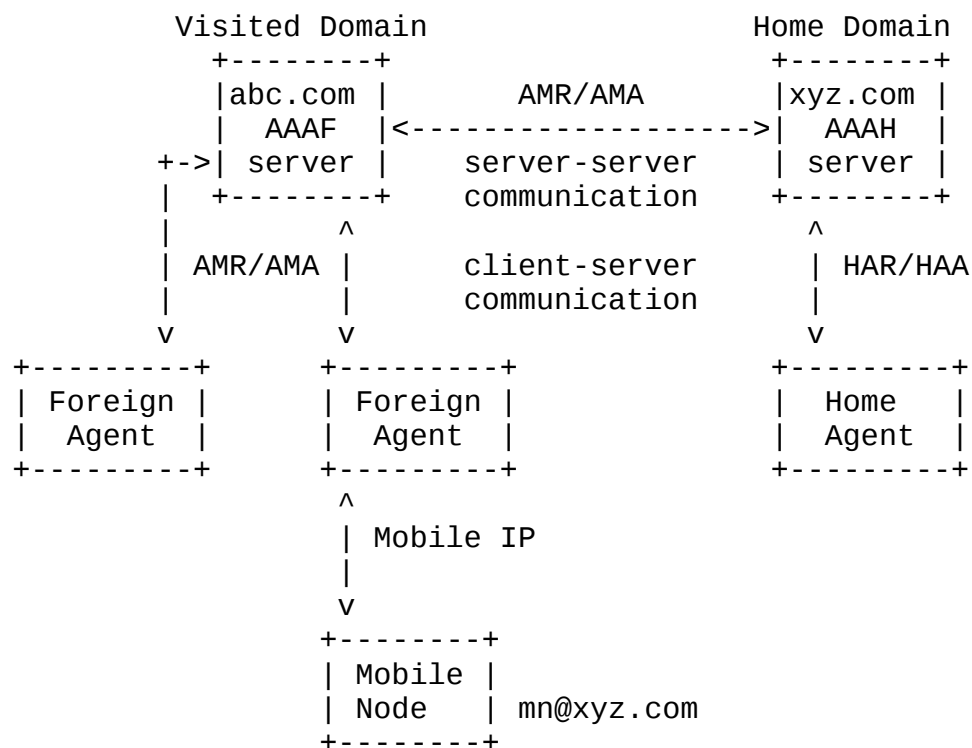 Visited Domain                  Home Domain
           +--------+                     +--------+
           |abc.com |       AMR/AMA       |xyz.com |
           |  AAAF  |<------------------->|  AAAH  |
        +->| server |    server-server    | server |
        |  +--------+    communication    +--------+
        |         ^                         ^
        | AMR/AMA |      client-server      | HAR/HAA
        |         |      communication      |
        v         v                         v
+---------+      +---------+              +---------+
| Foreign |      | Foreign |              |  Home   |
|  Agent  |      |  Agent  |              |  Agent  |
+---------+      +---------+              +---------+
                  ^
                  | Mobile IP
                  |
                  v
                 +--------+
                 | Mobile |
                 | Node   | mn@xyz.com
                 +--------+